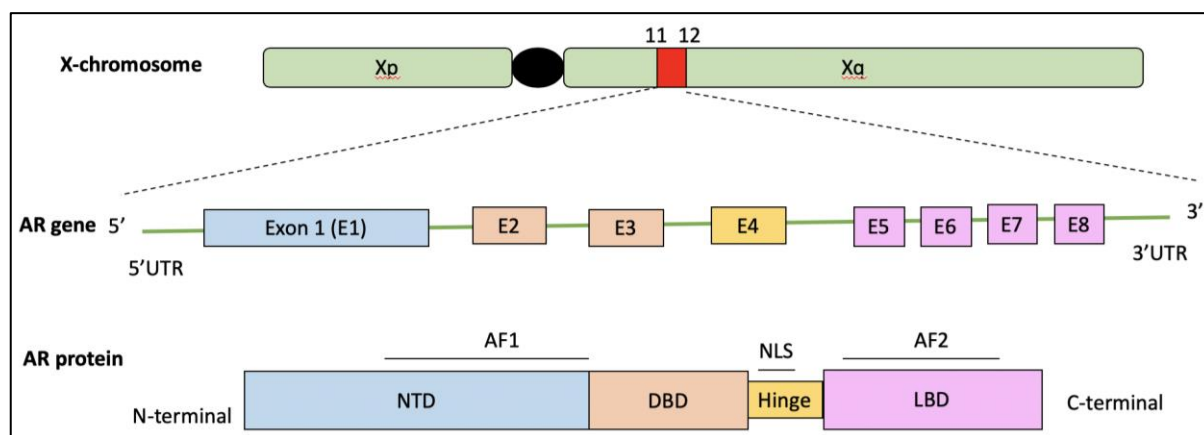 11 12
X-chromosome Xp Xq
AR gene 5' Exon 1 (E1) E2 E3 E4 E5 E6 E7 E8 3'
5'UTR 3'UTR
AR protein AF1 NLS AF2
N-terminal NTD DBD Hinge LBD C-terminal